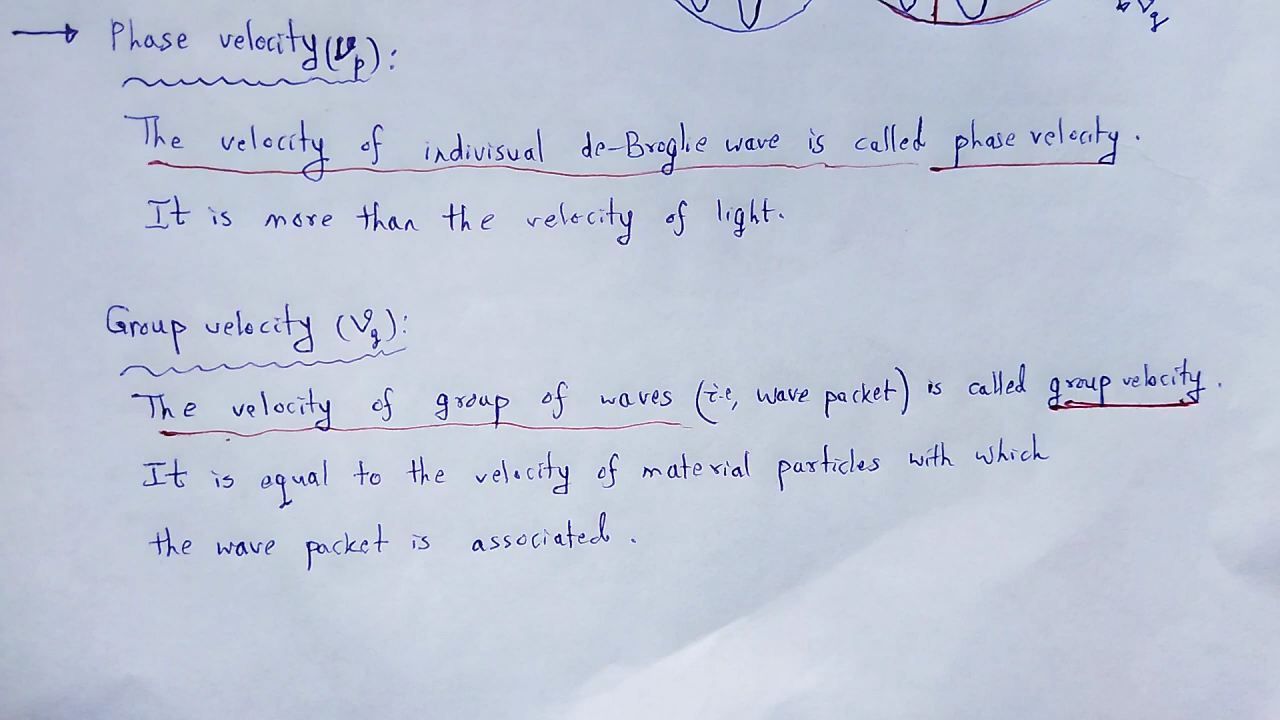 → Phase velocity (Vp):
The velocity of indivisual de-Broglie wave is called phase velocity.
It is more than the velocity of light.
Group velocity (Vg):
The velocity of group of waves (i.e, wave packet) is called group velocity.
It is equal to the velocity of material particles with which
the wave packet is associated.